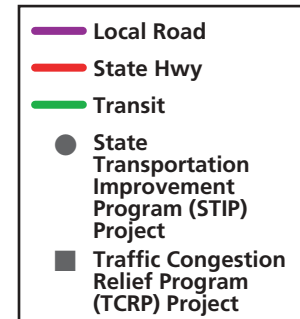 Local Road
State Hwy
Transit
State
Transportation
Improvement
Program (STIP)
Project
Traffic Congestion
Relief Program
(TCRP) Project